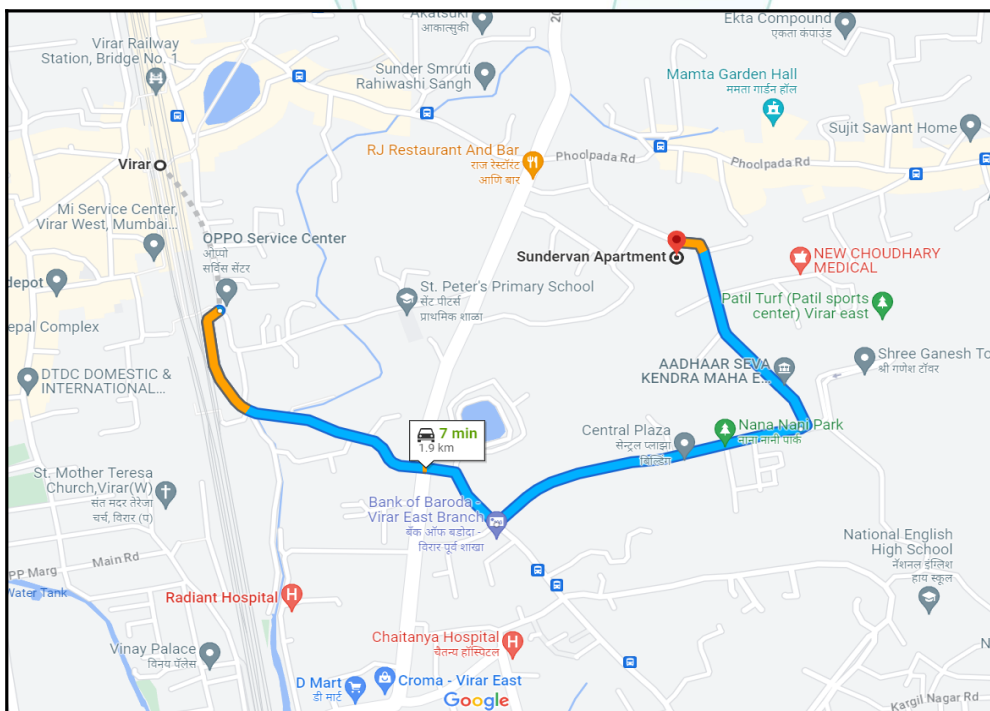 Akatsuki
आकात्सुकी
20
Ekta Compound
एकता कंपाउंड
Virar Railway
Station, Bridge No. 1
Sunder Smruti
Rahiwashi Sangh
Mamta Garden Hall
ममता गार्डन हॉल
Sujit Sawant Home
RJ Restaurant And Bar
राज रेस्टॉरंट
आणि बार
Phoolpada Rd
Phoolpada Rd
Virar
Mi Service Center,
Virar West, Mumbai...
OPPO Service Center
ओप्पो
सर्विस सेंटर
Sundervan Apartment
NEW CHOUDHARY
MEDICAL
depot
St. Peter's Primary School
सेंट पीटर्स
प्राथमिक शाळा
Patil Turf (Patil sports
center) Virar east
epal Complex
AADHAAR SEVA
KENDRA MAHA E...
Shree Ganesh To
श्री गणेश टॉवर
DTDC DOMESTIC &
INTERNATIONAL...
7 min
1.9 km
Central Plaza
सेन्ट्रल प्लाझा
बिल्डिंग
Nana Nani Park
नाना नानी पार्क
St. Mother Teresa
Church,Virar(W)
संत मदर तेरेजा
चर्च, विरार (प)
Bank of Baroda -
Virar East Branch
बँक ऑफ बडोदा -
विरार पूर्व शाखा
National English
High School
नॅशनल इंग्लिश
हाय स्कूल
Main Rd
PP Marg
Water Tank
Radiant Hospital
Chaitanya Hospital
चैतन्य हॉस्पिटल
Vinay Palace
विनय पॅलेस
D Mart
डी मार्ट
Croma - Virar East
Google
Kargil Nagar Rd